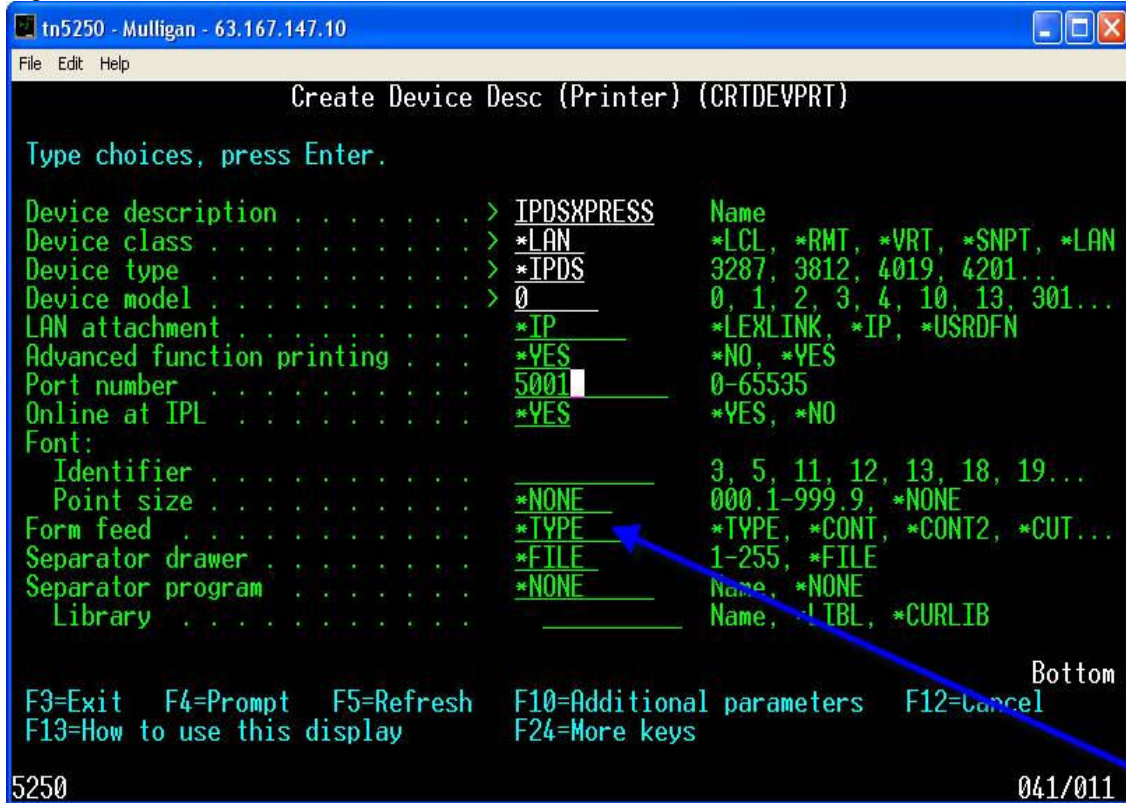 tn5250 - Mulligan - 63.167.147.10
File Edit Help
Create Device Desc (Printer) (CRTDEVPRT)
Type choices, press Enter.
Device description . . . . . . . > IPDSXPRESS Name
Device class . . . . . . . . . . > *LAN *LCL, *RMT, *VRT, *SNPT, *LAN
Device type . . . . . . . . . . > *IPDS 3287, 3812, 4019, 4201...
Device model . . . . . . . . . . > 0 0, 1, 2, 3, 4, 10, 13, 301...
LAN attachment . . . . . . . . . *IP *LEXLINK, *IP, *USRDFN
Advanced function printing . . . *YES *NO, *YES
Port number . . . . . . . . . . 5001 0-65535
Online at IPL . . . . . . . . . *YES *YES, *NO
Font:
Identifier . . . . . . . . . . 3, 5, 11, 12, 13, 18, 19...
Point size . . . . . . . . . . *NONE 000.1-999.9, *NONE
Form feed . . . . . . . . . . . *TYPE *TYPE, *CONT, *CONT2, *CUT...
Separator drawer . . . . . . . . *FILE 1-255, *FILE
Separator program . . . . . . . *NONE Name, *NONE
Library . . . . . . . . . . . Name, *LIBL, *CURLIB
Bottom
F3=Exit F4=Prompt F5=Refresh F10=Additional parameters F12=Cancel
F13=How to use this display F24=More keys
5250 041/011